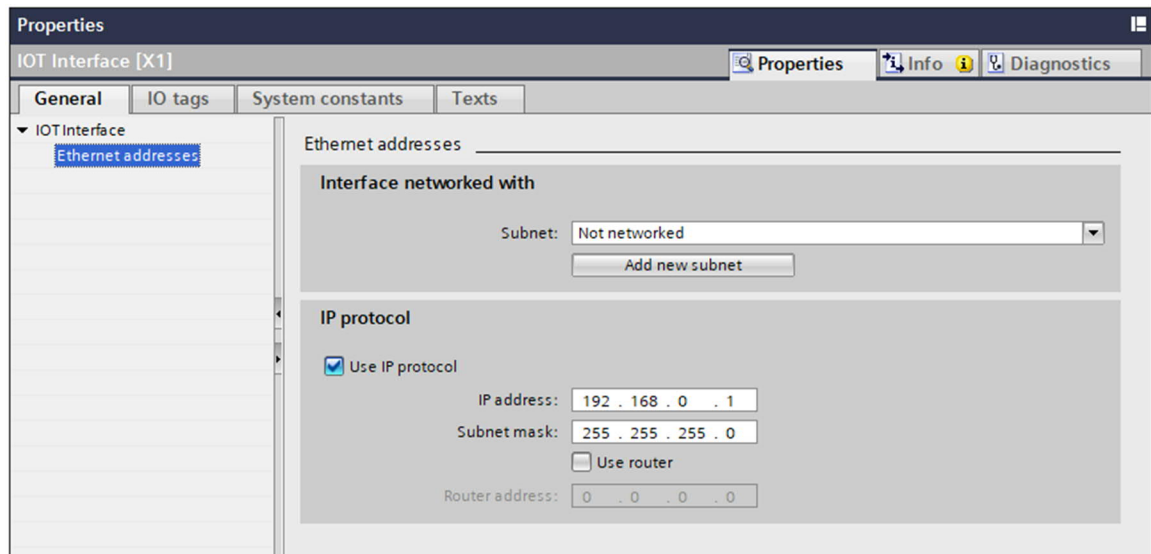 Properties
IOT Interface [X1]
Properties Info Diagnostics
General IO tags System constants Texts
IOT Interface
Ethernet addresses
Ethernet addresses
Interface networked with
Subnet: Not networked
Add new subnet
IP protocol
Use IP protocol
IP address: 192 . 168 . 0 . 1
Subnet mask: 255 . 255 . 255 . 0
Use router
Router address: 0 . 0 . 0 . 0